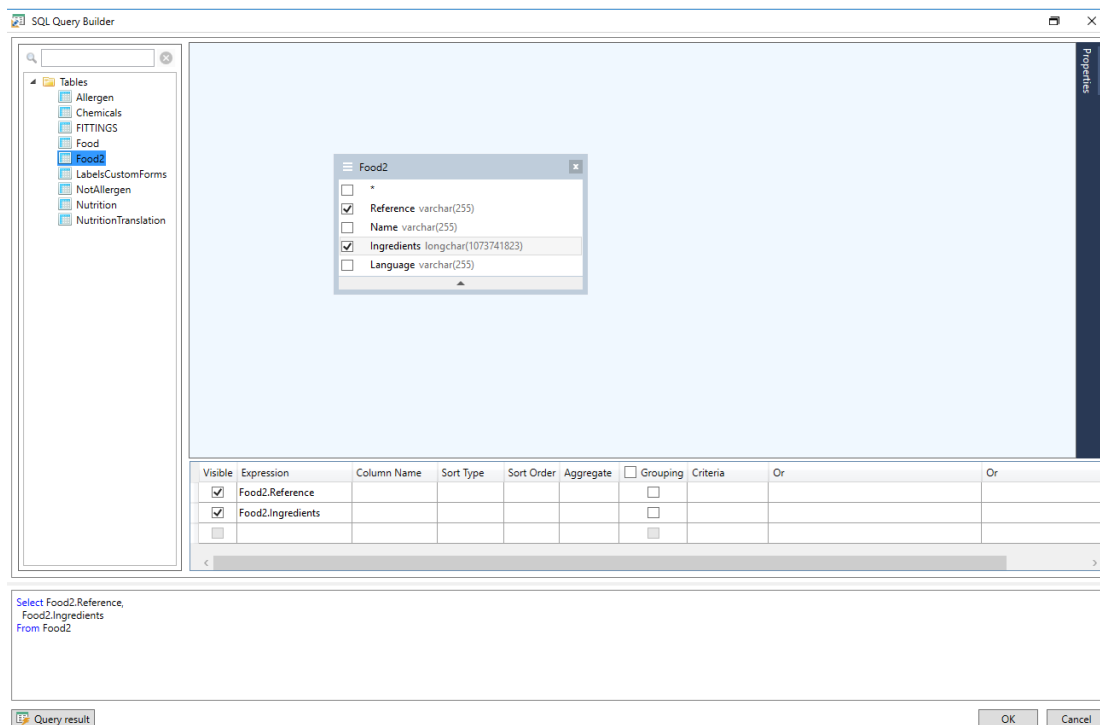 SQL Query Builder
Tables
Allergen
Chemicals
FITTINGS
Food
Food2
LabelsCustomForms
NotAllergen
Nutrition
NutritionTranslation
Properties
Food2
*
Reference varchar(255)
Name varchar(255)
Ingredients longchar(1073741823)
Language varchar(255)
Visible Expression Column Name Sort Type Sort Order Aggregate Grouping Criteria Or Or
Food2.Reference
Food2.Ingredients
Select Food2.Reference,
Food2.Ingredients
From Food2
Query result OK Cancel